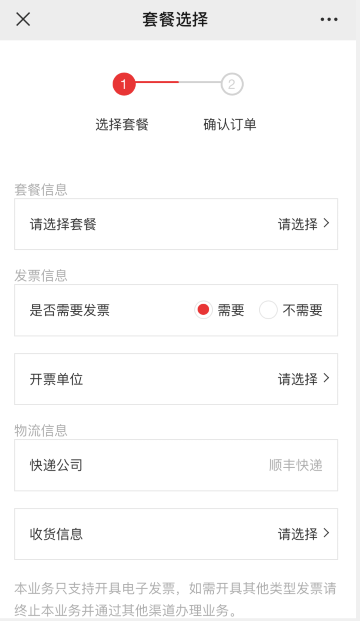 套餐选择
1
2
选择套餐
确认订单
套餐信息
请选择套餐
请选择
发票信息
是否需要发票
需要
不需要
开票单位
请选择
物流信息
快递公司
顺丰快递
收货信息
请选择
本业务只支持开具电子发票，如需开具其他类型发票请
终止本业务并通过其他渠道办理业务。